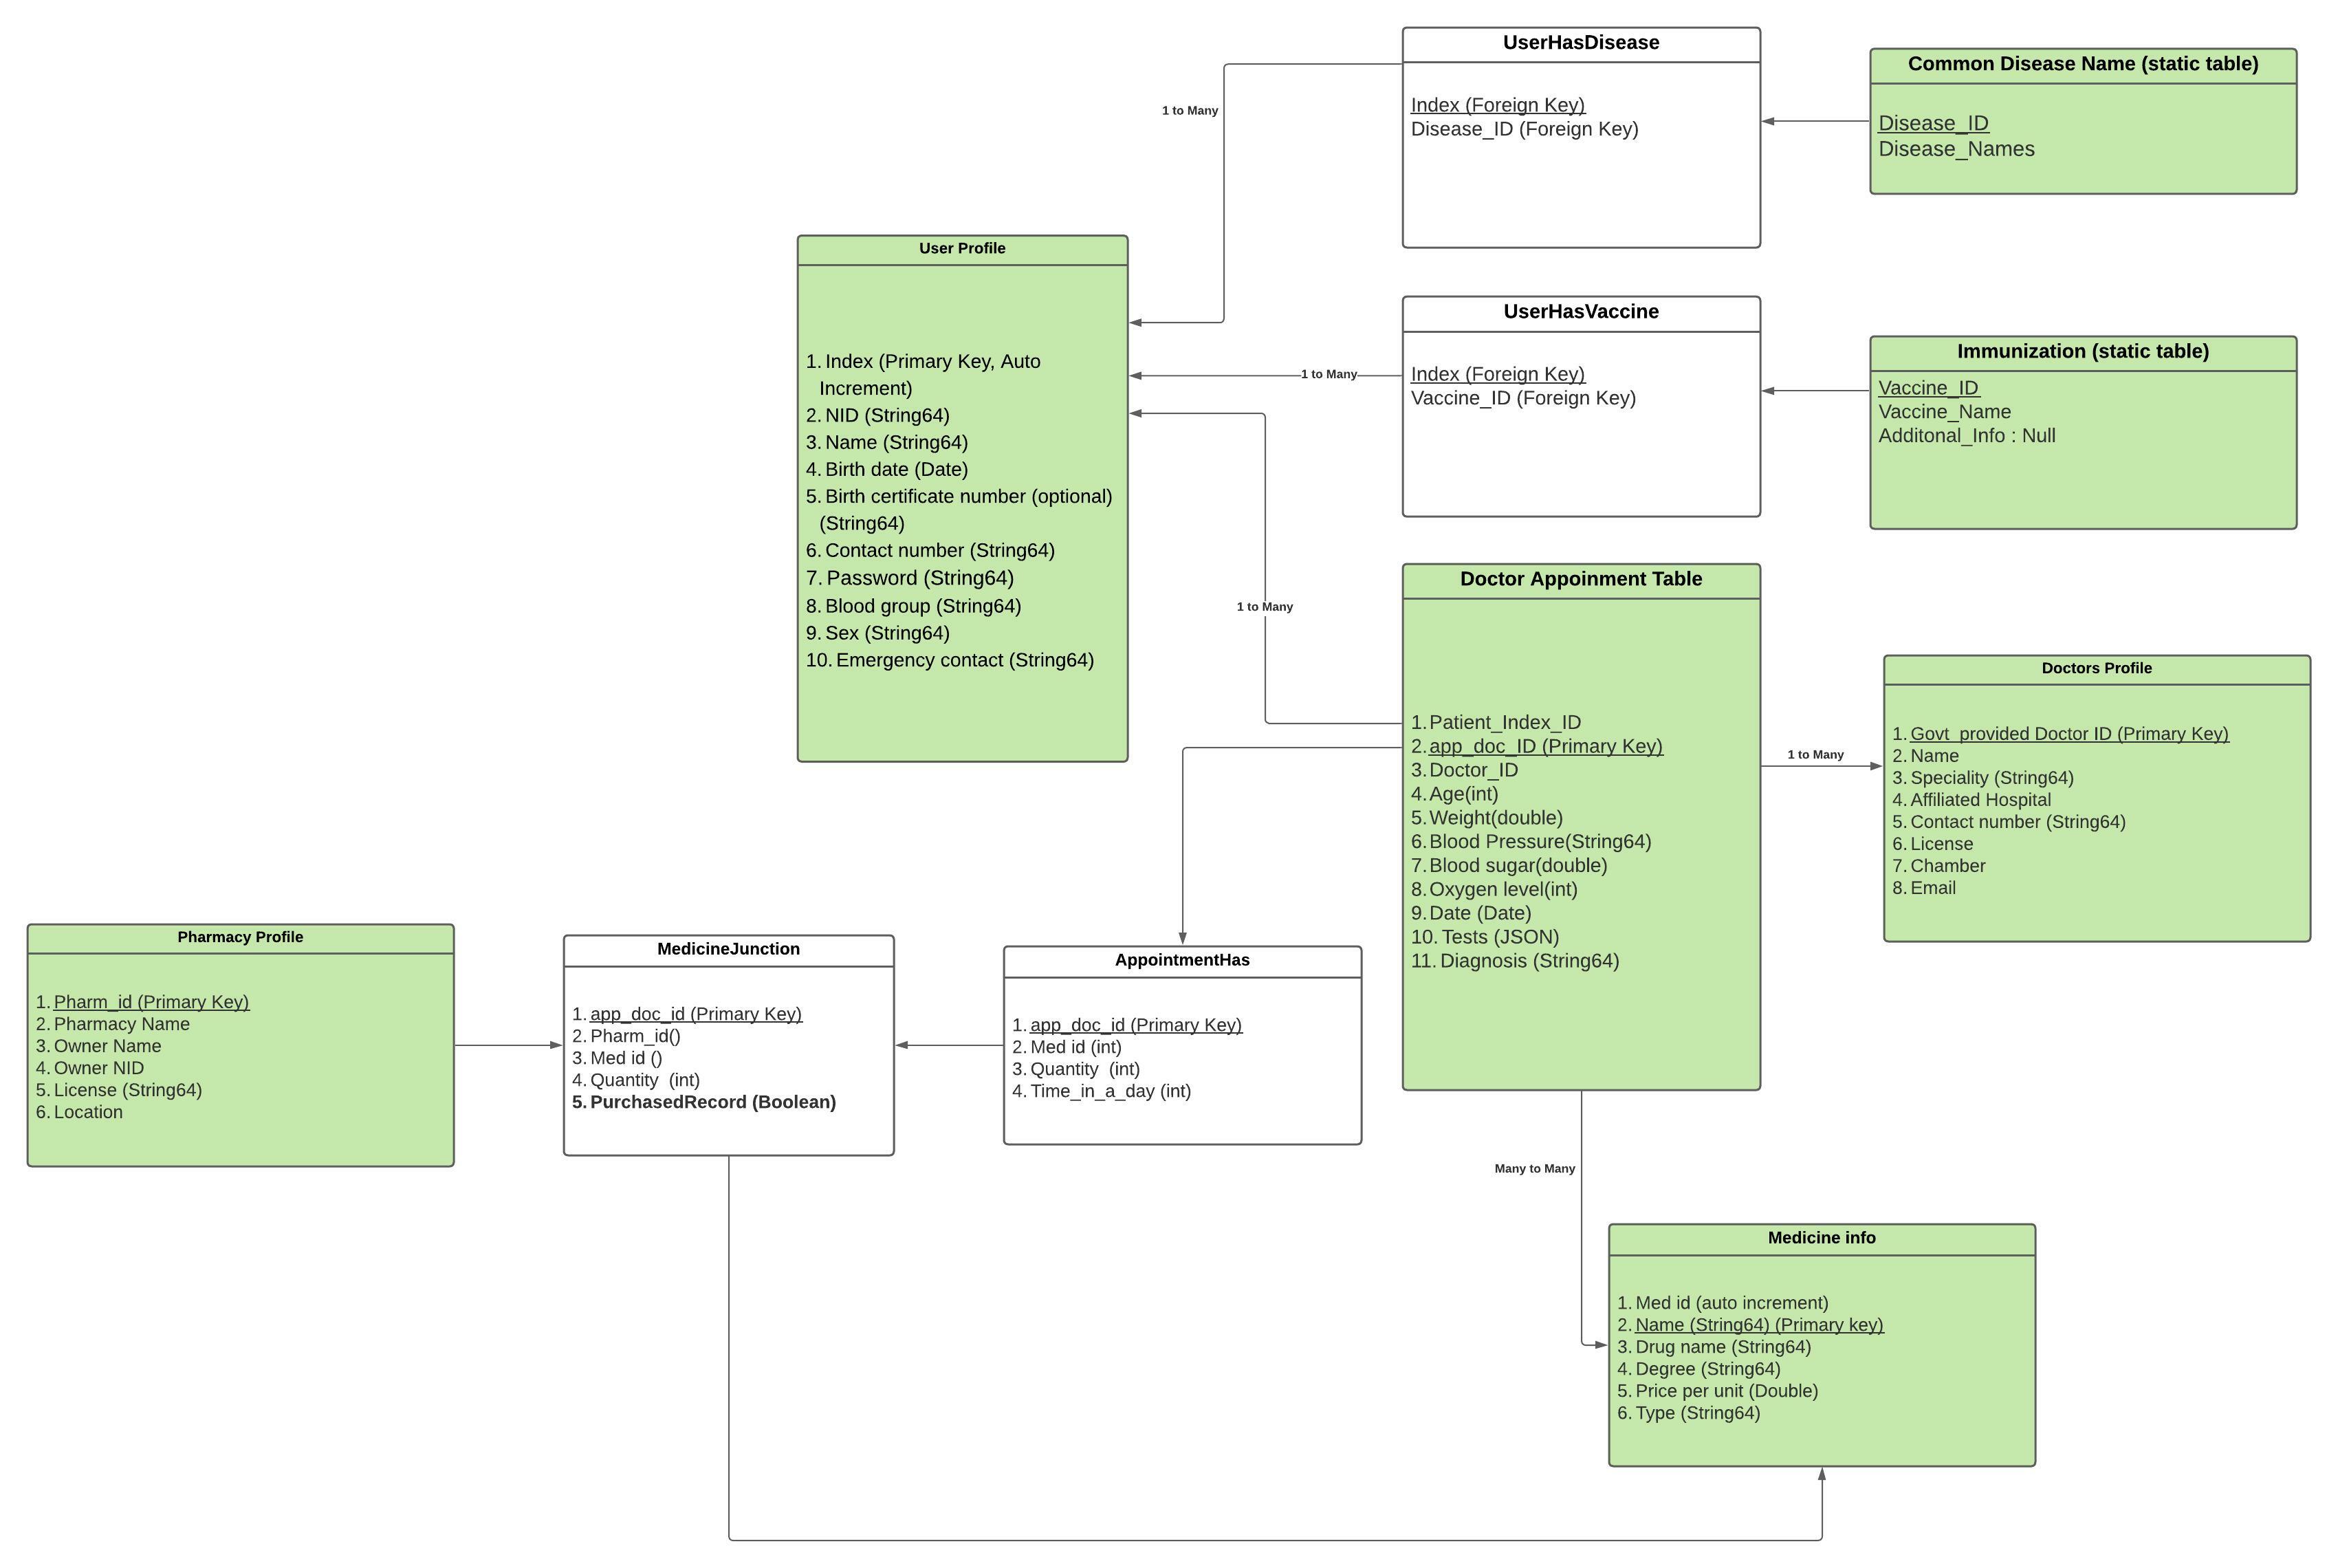 UserHasDisease
Index (Foreign Key)
Disease_ID (Foreign Key)
Common Disease Name (static table)
Disease_ID
Disease_Names
1 to Many
User Profile
1. Index (Primary Key, Auto
Increment)
2. NID (String64)
3. Name (String64)
4. Birth date (Date)
5. Birth certificate number (optional)
(String64)
6. Contact number (String64)
7. Password (String64)
8. Blood group (String64)
9. Sex (String64)
10. Emergency contact (String64)
1 to Many
UserHasVaccine
Index (Foreign Key)
Vaccine_ID (Foreign Key)
Immunization (static table)
Vaccine_ID
Vaccine_Name
Additonal_Info : Null
1 to Many
Doctor Appoinment Table
1. Patient_Index_ID
2. app_doc_ID (Primary Key)
3. Doctor_ID
4. Age(int)
5. Weight(double)
6. Blood Pressure(String64)
7. Blood sugar(double)
8. Oxygen level(int)
9. Date (Date)
10. Tests (JSON)
11. Diagnosis (String64)
1 to Many
Doctors Profile
1. Govt_provided Doctor ID (Primary Key)
2. Name
3. Speciality (String64)
4. Affiliated Hospital
5. Contact number (String64)
6. License
7. Chamber
8. Email
Pharmacy Profile
1. Pharm_id (Primary Key)
2. Pharmacy Name
3. Owner Name
4. Owner NID
5. License (String64)
6. Location
MedicineJunction
1. app_doc_id (Primary Key)
2. Pharm_id()
3. Med id ()
4. Quantity (int)
5. PurchasedRecord (Boolean)
AppointmentHas
1. app_doc_id (Primary Key)
2. Med id (int)
3. Quantity (int)
4. Time_in_a_day (int)
Many to Many
Medicine info
1. Med id (auto increment)
2. Name (String64) (Primary key)
3. Drug name (String64)
4. Degree (String64)
5. Price per unit (Double)
6. Type (String64)